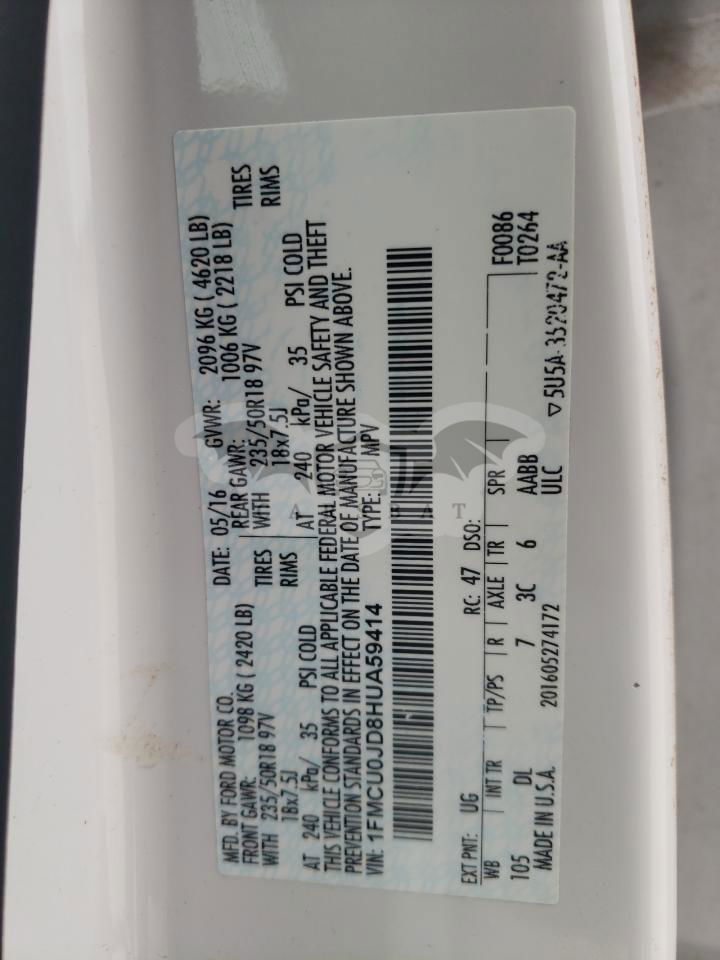 MFD. BY FORD MOTOR CO.
DATE: 05/16 GVWR: 2096 KG ( 4620 LB)
FRONT GAWR: 1098 KG ( 2420 LB)
REAR GAWR: 1006 KG ( 2218 LB)
WITH 235/50R18 97V TIRES
WITH 235/50R18 97V TIRES
18x7.5J RIMS
18x7.5J RIMS
AT 240 kPa/ 35 PSI COLD
AT 240 kPa/ 35 PSI COLD
THIS VEHICLE CONFORMS TO ALL APPLICABLE FEDERAL MOTOR VEHICLE SAFETY AND THEFT
PREVENTION STANDARDS IN EFFECT ON THE DATE OF MANUFACTURE SHOWN ABOVE.
VIN: 1FMCU0JD8HUA59414 TYPE: MPV
EXT PNT: UG RC: 47 DSO: F0086
WB INT TR TP/PS R AXLE TR SPR T0264
105 DL 7 3C 6 AABB
MADE IN U.S.A. 201605274172 ULC
5U5A-3520472-AA